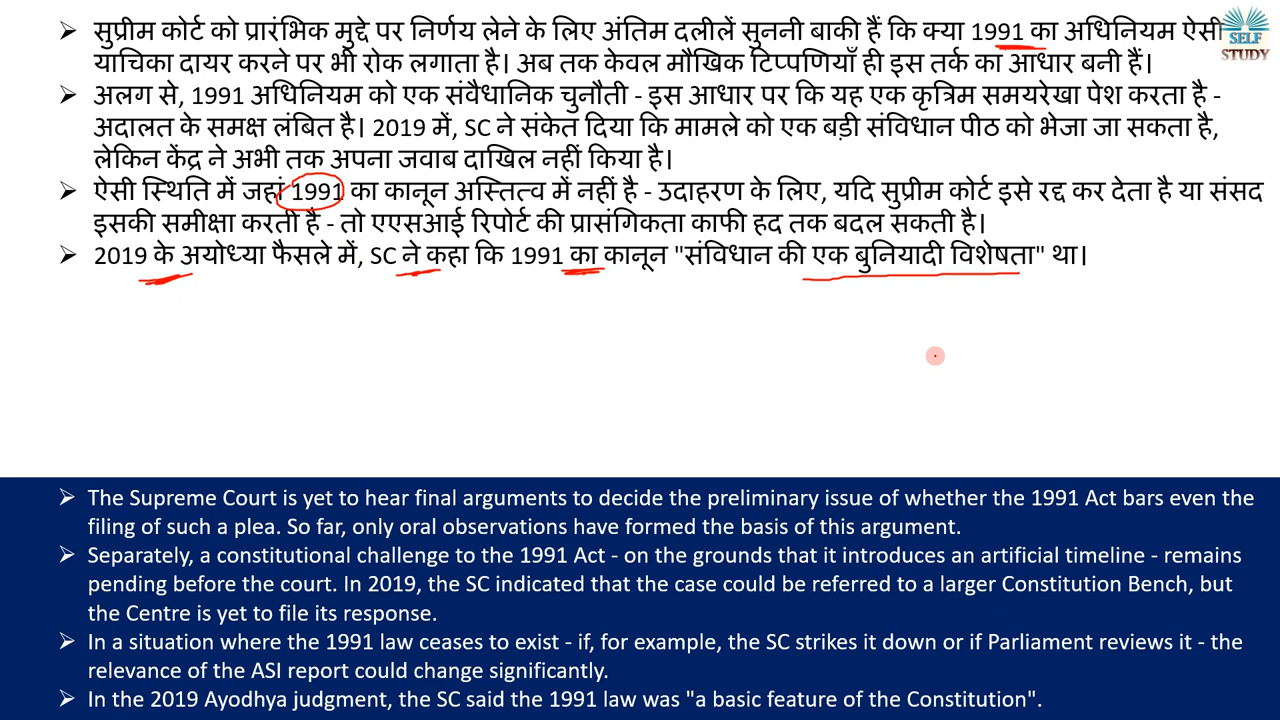 ➢ सुप्रीम कोर्ट को प्रारंभिक मुद्दे पर निर्णय लेने के लिए अंतिम दलीलें सुननी बाकी हैं कि क्या 1991 का अधिनियम ऐसी
याचिका दायर करने पर भी रोक लगाता है। अब तक केवल मौखिक टिप्पणियाँ ही इस तर्क का आधार बनी हैं।
➢ अलग से, 1991 अधिनियम को एक संवैधानिक चुनौती - इस आधार पर कि यह एक कृत्रिम समयरेखा पेश करता है -
अदालत के समक्ष लंबित है। 2019 में, SC ने संकेत दिया कि मामले को एक बड़ी संविधान पीठ को भेजा जा सकता है,
लेकिन केंद्र ने अभी तक अपना जवाब दाखिल नहीं किया है।
➢ ऐसी स्थिति में जहां 1991 का कानून अस्तित्व में नहीं है - उदाहरण के लिए, यदि सुप्रीम कोर्ट इसे रद्द कर देता है या संसद
इसकी समीक्षा करती है - तो एएसआई रिपोर्ट की प्रासंगिकता काफी हद तक बदल सकती है।
➢ 2019 के अयोध्या फैसले में, SC ने कहा कि 1991 का कानून "संविधान की एक बुनियादी विशेषता" था।
SELF
STUDY
➢ The Supreme Court is yet to hear final arguments to decide the preliminary issue of whether the 1991 Act bars even the
filing of such a plea. So far, only oral observations have formed the basis of this argument.
➢ Separately, a constitutional challenge to the 1991 Act - on the grounds that it introduces an artificial timeline - remains
pending before the court. In 2019, the SC indicated that the case could be referred to a larger Constitution Bench, but
the Centre is yet to file its response.
➢ In a situation where the 1991 law ceases to exist - if, for example, the SC strikes it down or if Parliament reviews it - the
relevance of the ASI report could change significantly.
➢ In the 2019 Ayodhya judgment, the SC said the 1991 law was "a basic feature of the Constitution".